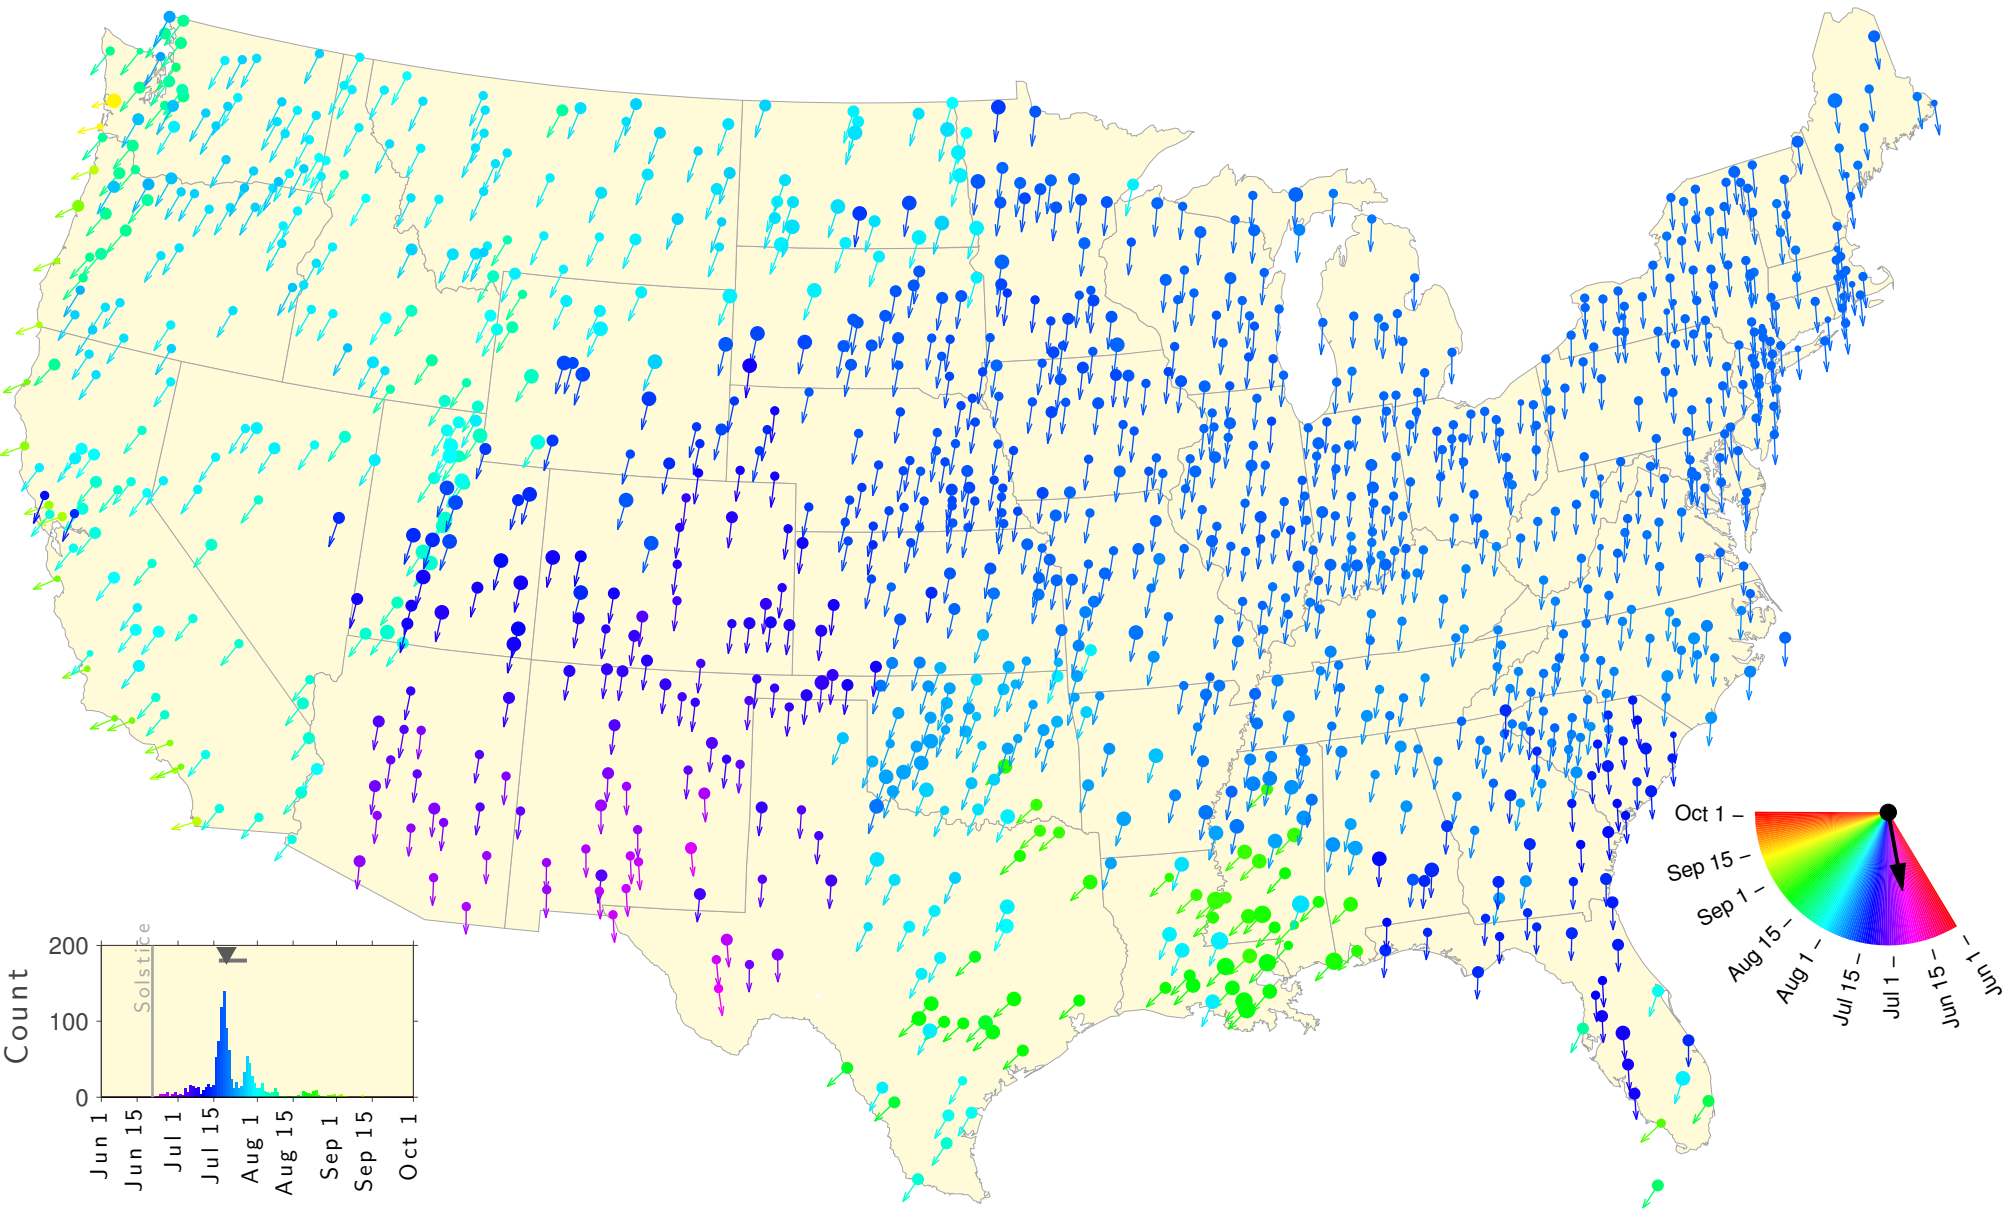 Oct 1 –
Sep 15 –
Sep 1 –
Aug 15 –
Aug 1 –
Jul 15 –
Jul 1 –
Jun 15 –
Jun 1 –
Solstice
Count
200
100
0
Jun 1
Jun 15
Jul 1
Jul 15
Aug 1
Aug 15
Sep 1
Sep 15
Oct 1